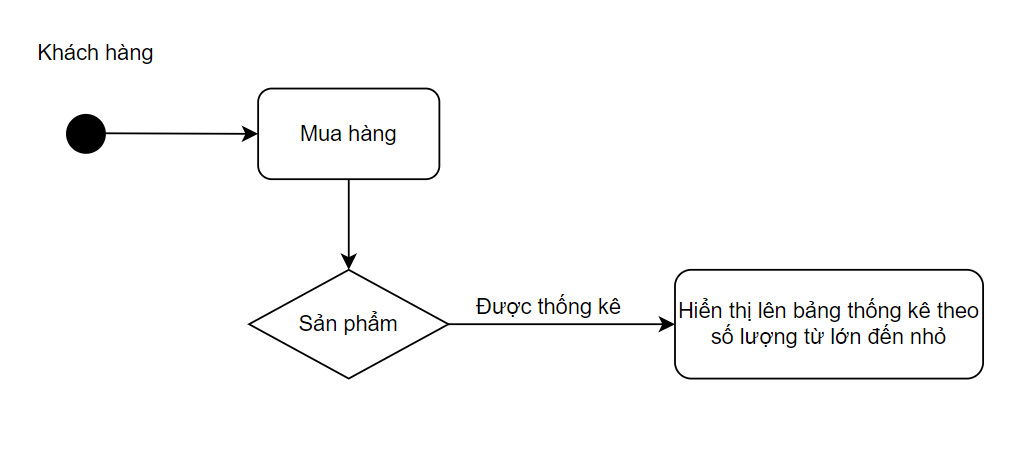 Khách hàng
Mua hàng
Được thống kê
Sản phẩm
Hiển thị lên bảng thống kê theo
số lượng từ lớn đến nhỏ